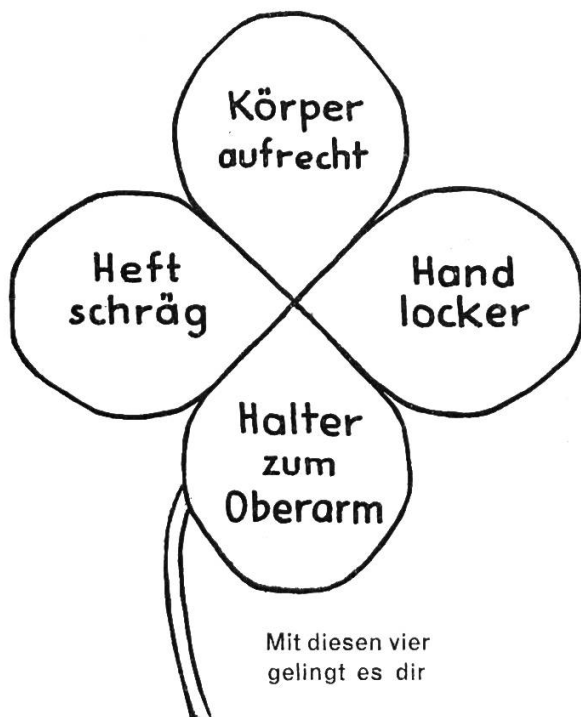 Körper
aufrecht
Heft
schräg
Hand
locker
Halter
zum
Oberarm
Mit diesen vier
gelingt es dir